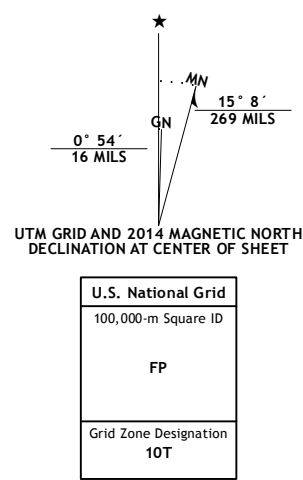 MN
GN
15° 8´
269 MILS
0° 54´
16 MILS
UTM GRID AND 2014 MAGNETIC NORTH
DECLINATION AT CENTER OF SHEET
U.S. National Grid
100,000-m Square ID
FP
Grid Zone Designation
10T